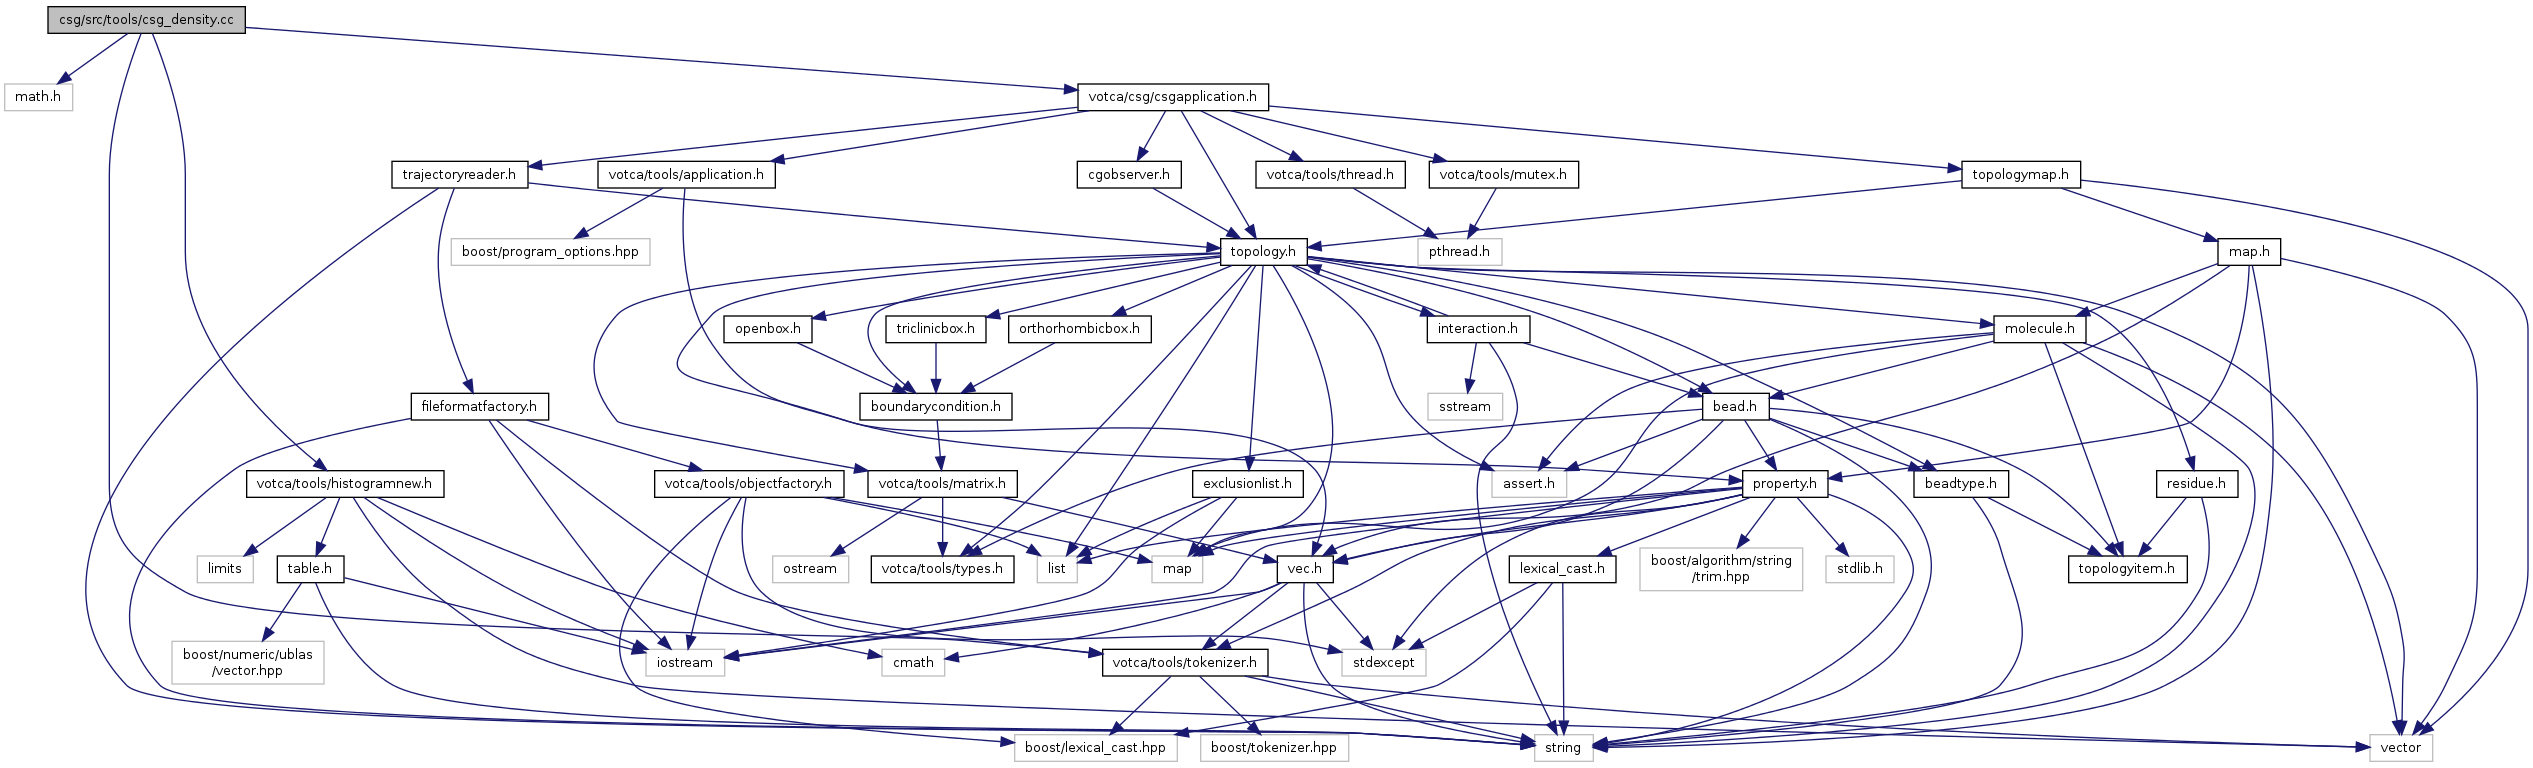 csg/src/tools/csg_density.cc
math.h
votca/csg/csgapplication.h
trajectoryreader.h
votca/tools/application.h
cgobserver.h
votca/tools/thread.h
votca/tools/mutex.h
topologymap.h
boost/program_options.hpp
topology.h
pthread.h
map.h
openbox.h
triclinicbox.h
orthorhombicbox.h
interaction.h
molecule.h
fileformatfactory.h
boundarycondition.h
sstream
bead.h
votca/tools/histogramnew.h
votca/tools/objectfactory.h
votca/tools/matrix.h
exclusionlist.h
assert.h
property.h
beadtype.h
residue.h
limits
table.h
ostream
votca/tools/types.h
list
map
vec.h
lexical_cast.h
boost/algorithm/string
/trim.hpp
stdlib.h
topologyitem.h
boost/numeric/ublas
/vector.hpp
iostream
cmath
votca/tools/tokenizer.h
stdexcept
boost/lexical_cast.hpp
boost/tokenizer.hpp
string
vector